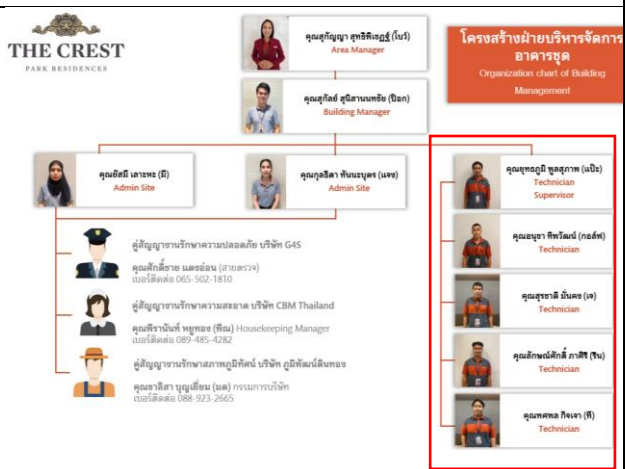 THE CREST
PARK RESIDENCES
โครงสร้างฝ่ายบริหารจัดการ
อาคารชุด
Organization chart of Building
Management
คุณสุกัญญา สุทธิพิเชฏฐ์ (โบว์)
Area Manager
คุณสุกัลย์ สุนิสานนทชัย (ป๊อก)
Building Manager
คุณยัสมี เลาะหะ (มี)
Admin Site
คุณกุลธิดา ทันนะบุตร (แจง)
Admin Site
คุณยุทธภูมิ พูลสุภาพ (แป๊ะ)
Technician
Supervisor
คุณอนุชา ทิพวัฒน์ (กอล์ฟ)
Technician
คุณสุรชาติ มั่นคง (เจ)
Technician
คุณลักษณ์ศักดิ์ ภาศิริ (ริน)
Technician
คุณทศพล กิจเจา (ที)
Technician
คู่สัญญางานรักษาความปลอดภัย บริษัท G4S
คุณศักดิ์ชาย แดงอ่อน (สายตรวจ)
เบอร์ติดต่อ 065-502-1810
คู่สัญญางานรักษาความสะอาด บริษัท CBM Thailand
คุณพีรานันท์ หยูทอง (พีณ) Housekeeping Manager
เบอร์ติดต่อ 089-485-4282
คู่สัญญางานรักษาสภาพภูมิทัศน์ บริษัท ภูมิพัฒน์ดินทอง
คุณชาลิสา บุญเยี่ยม (มด) กรรมการบริษัท
เบอร์ติดต่อ 088-923-2665